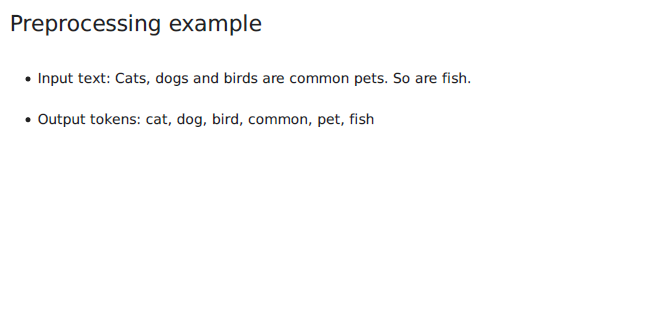 Preprocessing example
• Input text: Cats, dogs and birds are common pets. So are fish.
• Output tokens: cat, dog, bird, common, pet, fish